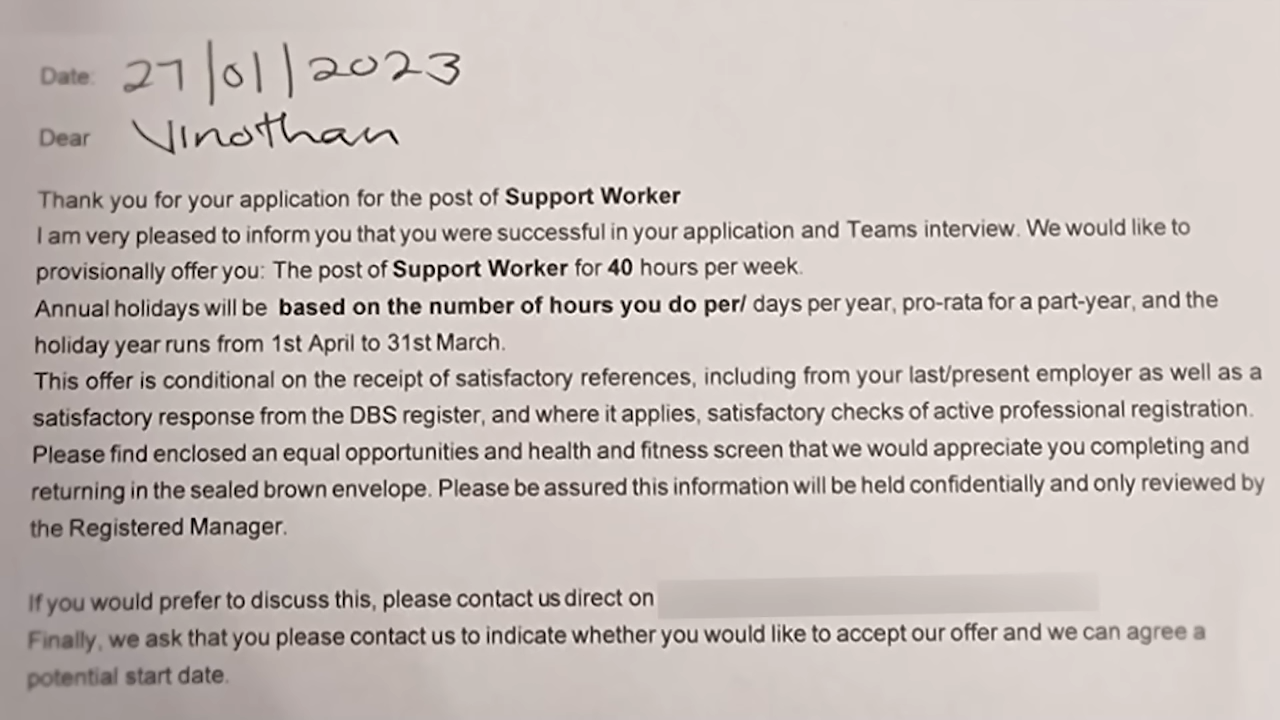 Date: 27/01/2023
Dear Vinothan
Thank you for your application for the post of Support Worker
I am very pleased to inform you that you were successful in your application and Teams interview. We would like to
provisionally offer you: The post of Support Worker for 40 hours per week.
Annual holidays will be based on the number of hours you do per/ days per year, pro-rata for a part-year, and the
holiday year runs from 1st April to 31st March.
This offer is conditional on the receipt of satisfactory references, including from your last/present employer as well as a
satisfactory response from the DBS register, and where it applies, satisfactory checks of active professional registration.
Please find enclosed an equal opportunities and health and fitness screen that we would appreciate you completing and
returning in the sealed brown envelope. Please be assured this information will be held confidentially and only reviewed by
the Registered Manager.
If you would prefer to discuss this, please contact us direct on
Finally, we ask that you please contact us to indicate whether you would like to accept our offer and we can agree a
potential start date.